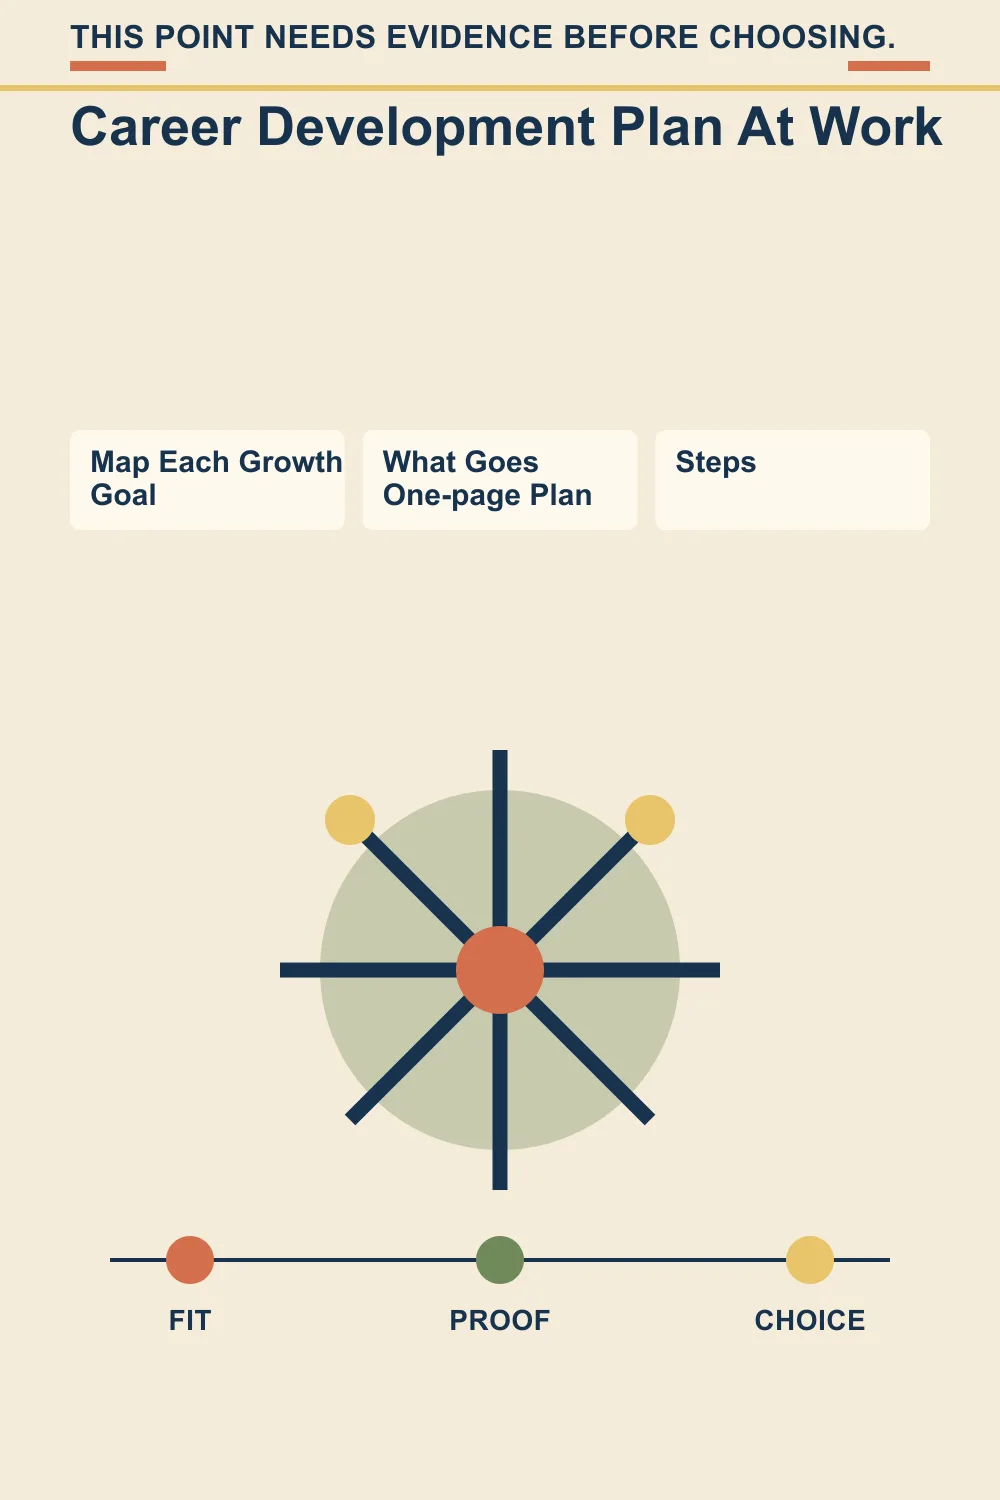 THIS POINT NEEDS EVIDENCE BEFORE CHOOSING.
Career Development Plan At Work
Map Each Growth
Goal
What Goes
One-page Plan
Steps
FIT
PROOF
CHOICE